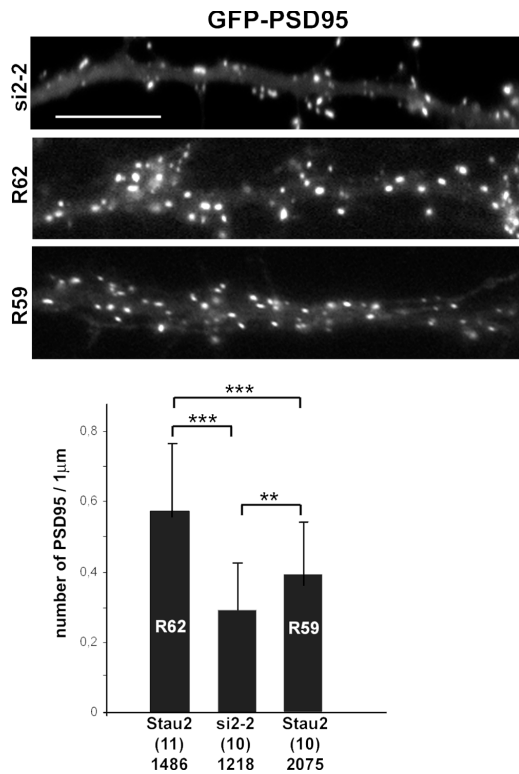 GFP-PSD95
si2-2
R62
R59
***
***
**
number of PSD95 / 1µm
0,8
0,6
0,4
0,2
0
R62
R59
Stau2 si2-2 Stau2
(11) (10) (10)
1486 1218 2075